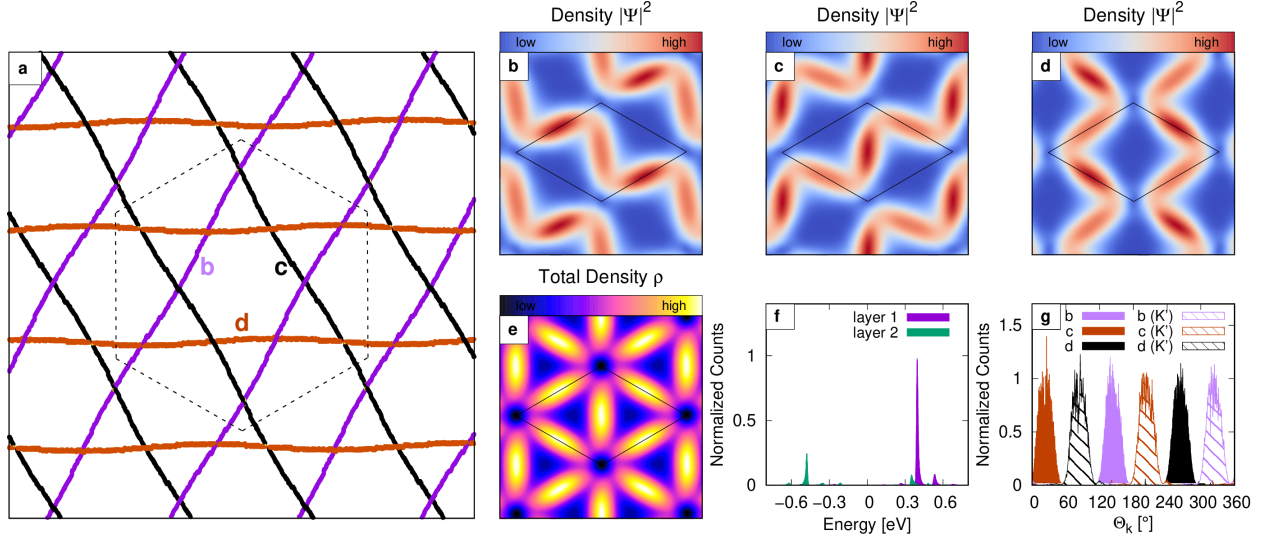 Density |Ψ|²
Density |Ψ|²
Density |Ψ|²
low high
low high
low high
a
b
c
d
b
c
d
Total Density ρ
low high
e
f
layer 1
layer 2
Normalized Counts
1
0.5
0
−0.6 −0.3 0 0.3 0.6
Energy [eV]
g
b b (K')
c c (K')
d d (K')
Normalized Counts
1.5
1
0.5
0
0 60 120 180 240 300 360
Θk [°]